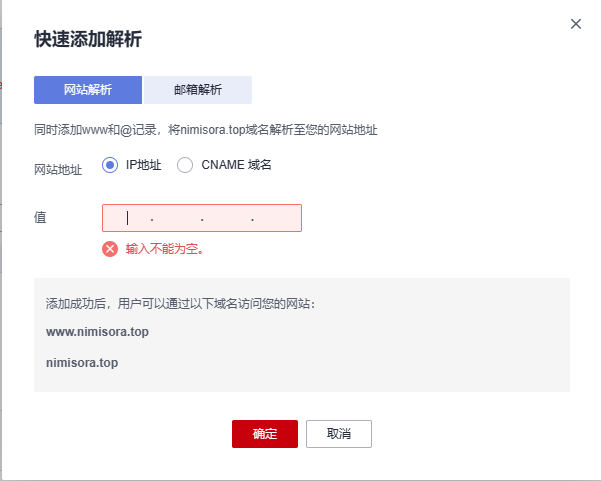 快速添加解析
网站解析 邮箱解析
同时添加www和@记录，将nimisora.top域名解析至您的网站地址
网站地址 IP地址 CNAME 域名
值 . . .
输入不能为空。
添加成功后，用户可以通过以下域名访问您的网站：
www.nimisora.top
nimisora.top
确定 取消